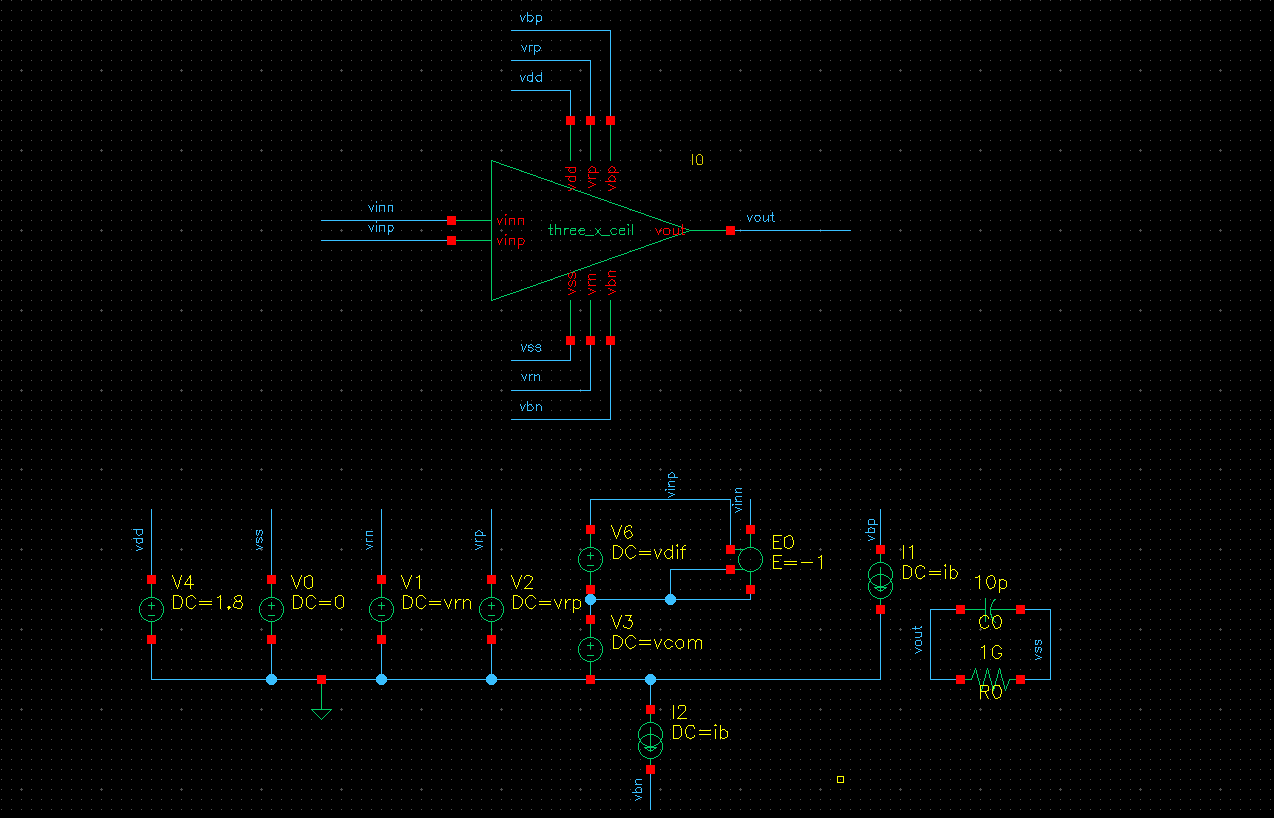 vbp
vrp
vdd
I0
vdd
vrp
vbp
vinn
vinp
vinn
vinp
three_x_ceil
vout
vout
vss
vrn
vbn
vss
vrn
vbn
vdd
V4
DC=1.8
vss
V0
DC=0
vrn
V1
DC=vrn
vrp
V2
DC=vrp
vinp
vinn
V6
DC=vdif
E0
E=-1
V3
DC=vcom
vbp
I1
DC=ib
10p
C0
vout
vss
1G
R0
I2
DC=ib
vbn